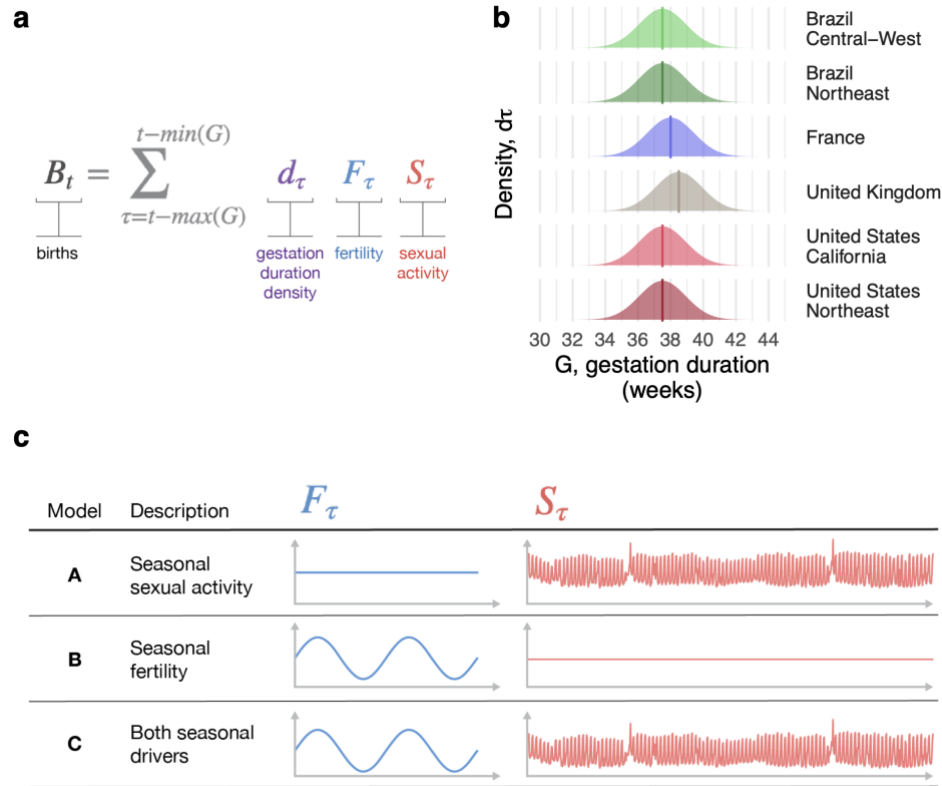 a
t−min(G)
B_t = ∑ d_τ F_τ S_τ
τ=t−max(G)
births
gestation duration density
fertility
sexual activity
b
Density, dτ
Brazil
Central−West
Brazil
Northeast
France
United Kingdom
United States
California
United States
Northeast
30 32 34 36 38 40 42 44
G, gestation duration
(weeks)
c
Model Description F_τ S_τ
A
Seasonal
sexual activity
B
Seasonal
fertility
C
Both seasonal
drivers